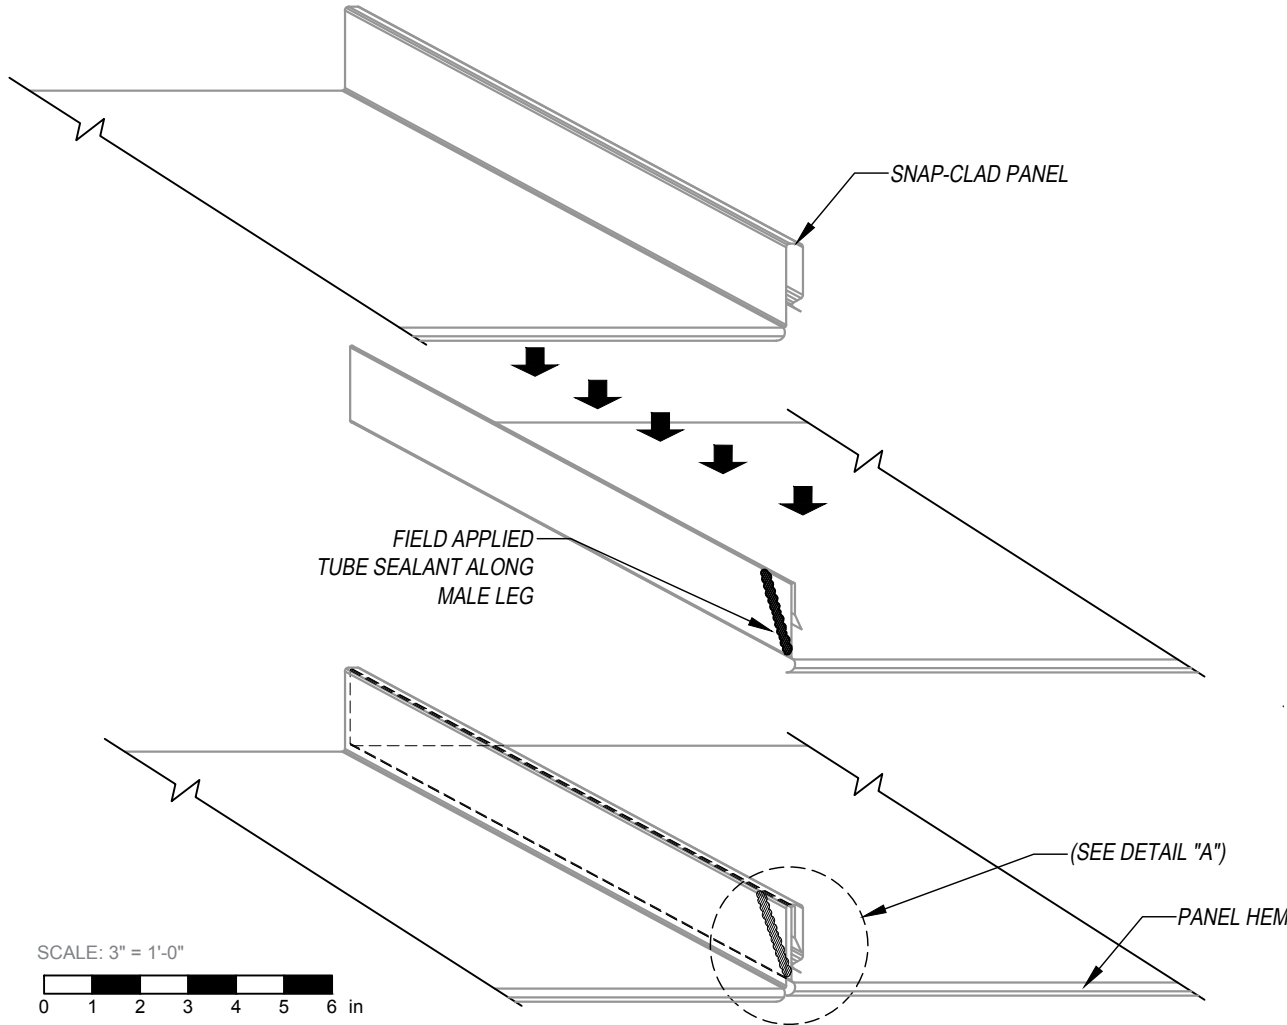 SNAP-CLAD PANEL
FIELD APPLIED
TUBE SEALANT ALONG
MALE LEG
(SEE DETAIL "A")
PANEL HEM
SCALE: 3" = 1'-0"
0 1 2 3 4 5 6 in